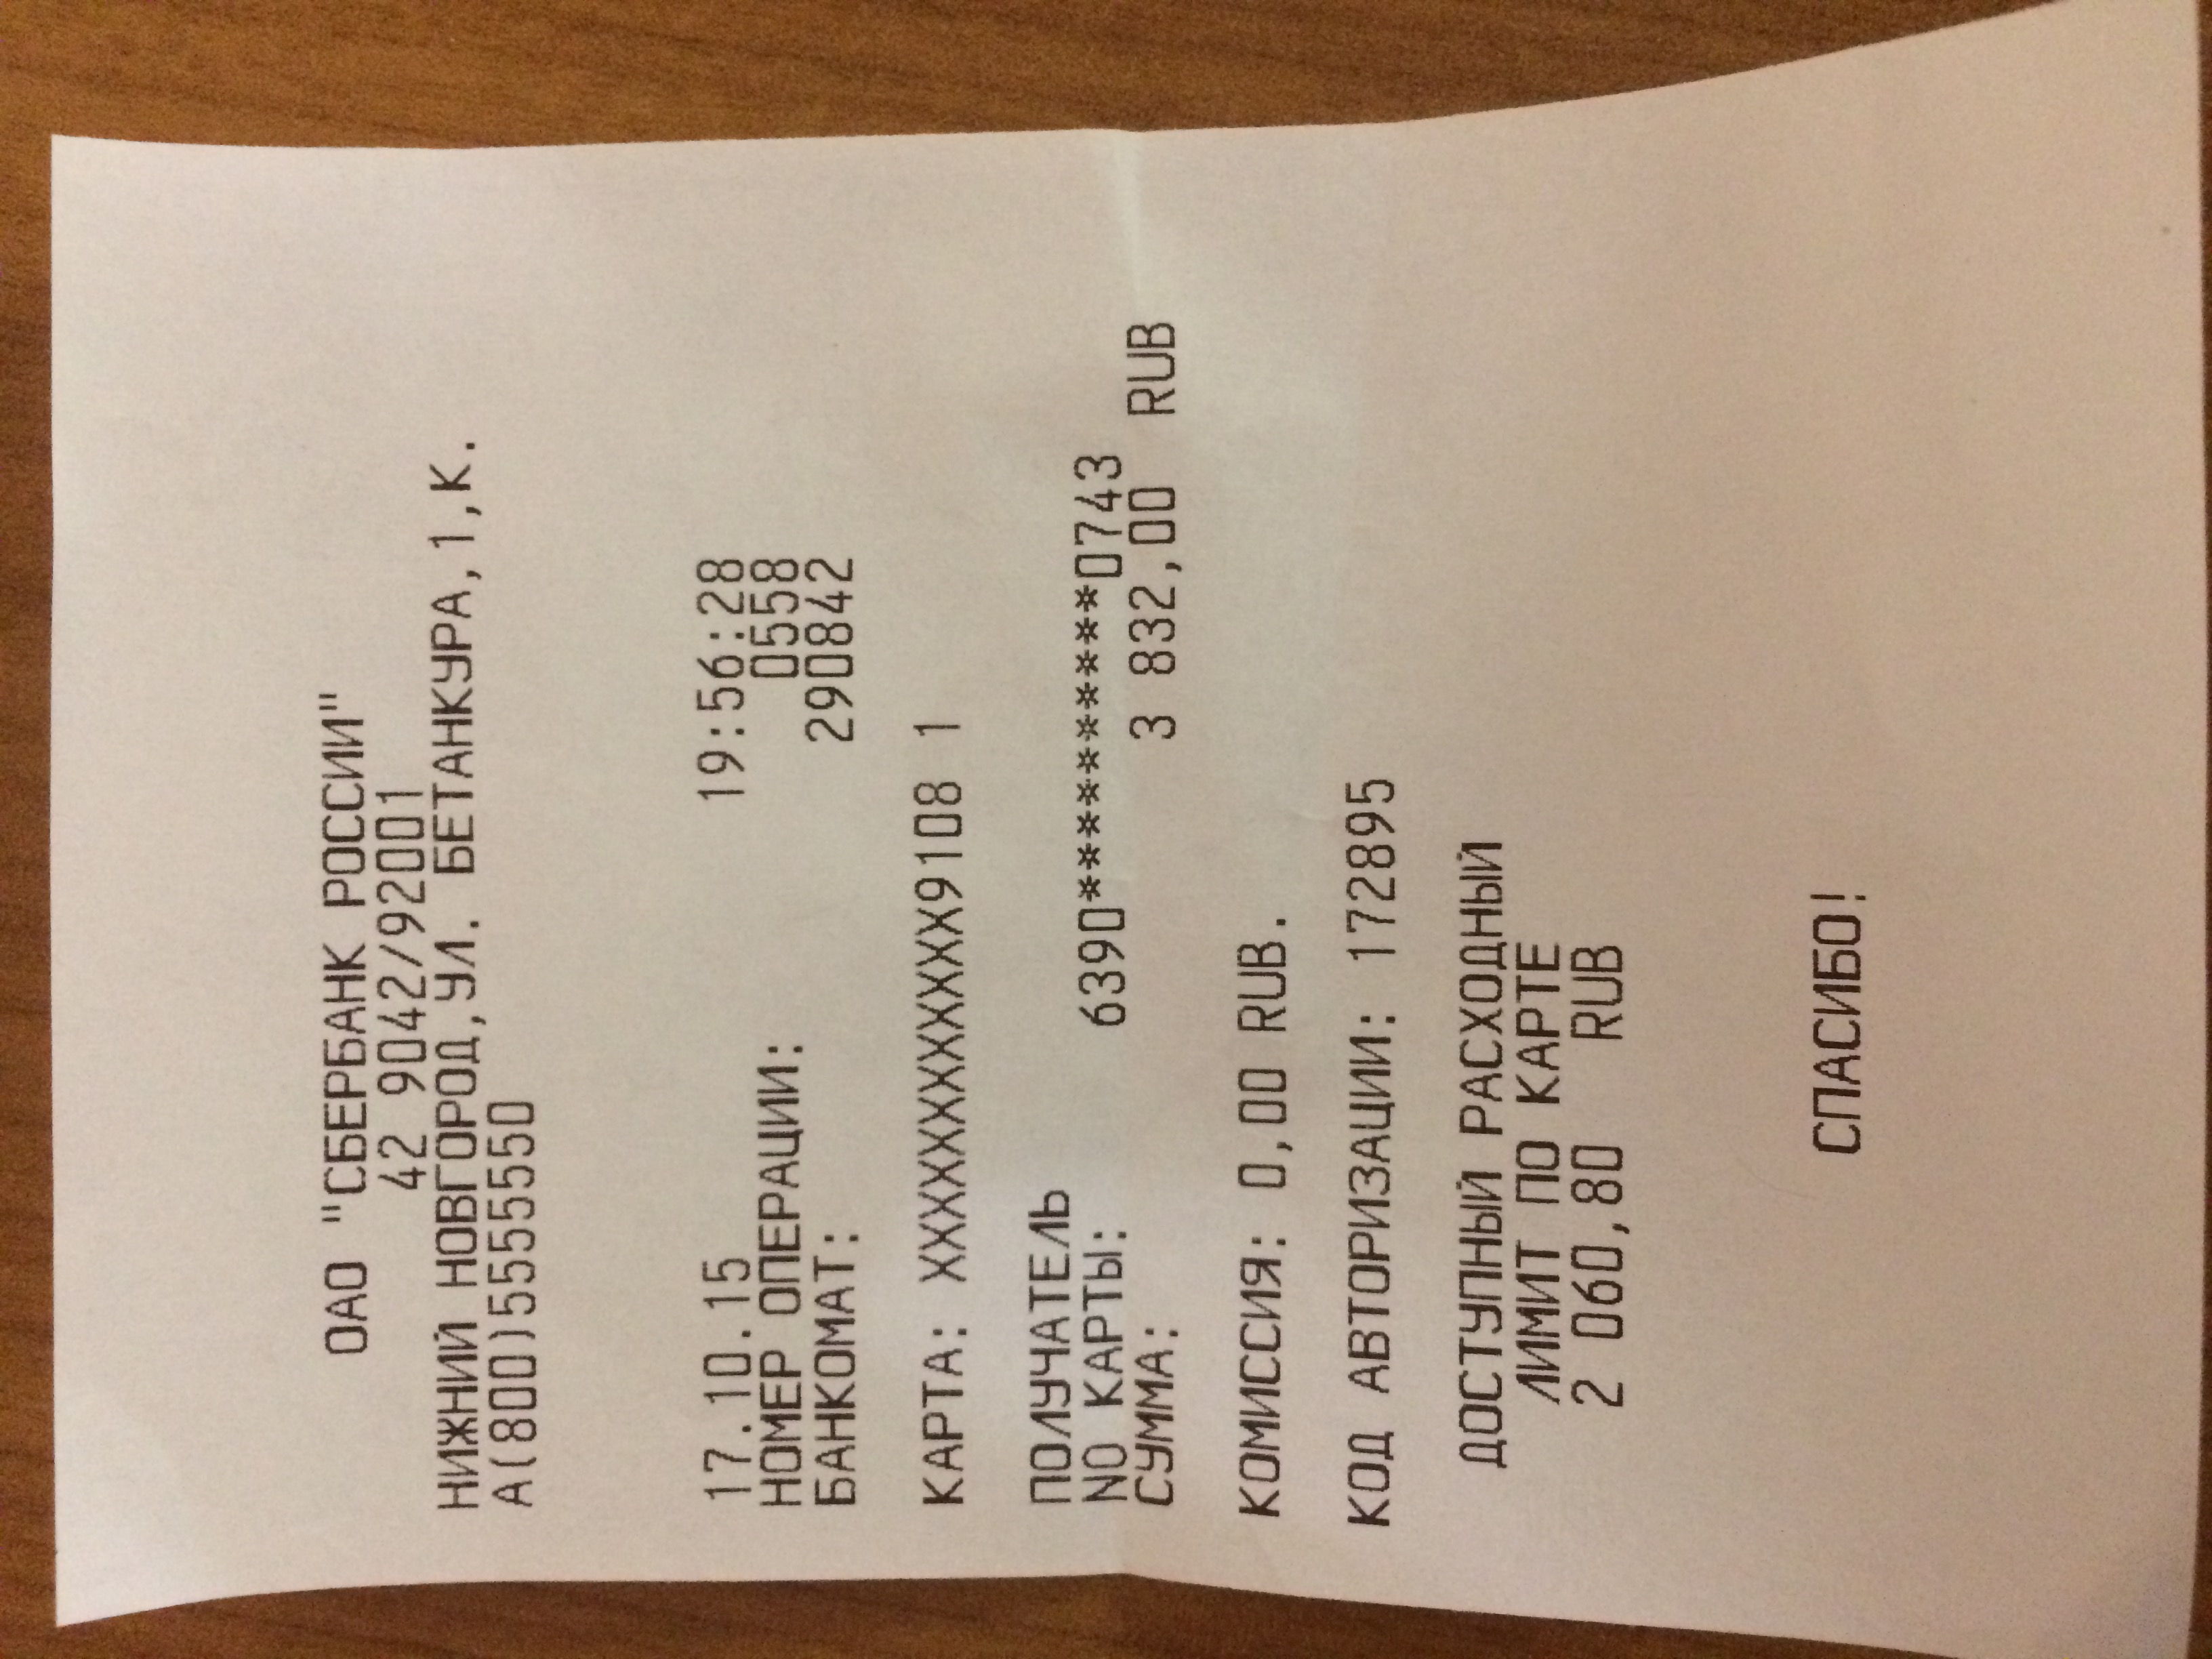 ОАО "СБЕРБАНК РОССИИ"
42 9042/92001
НИЖНИЙ НОВГОРОД,УЛ. БЕТАНКУРА,1,К.
А(800)5555550
17.10.15 19:56:28
НОМЕР ОПЕРАЦИИ: 0558
БАНКОМАТ: 290842
КАРТА: XXXXXXXXXXXX9108 1
ПОЛУЧАТЕЛЬ
NO КАРТЫ: 6390**********0743
СУММА: 3 832,00 RUB
КОМИССИЯ: 0,00 RUB.
КОД АВТОРИЗАЦИИ: 172895
ДОСТУПНЫЙ РАСХОДНЫЙ
ЛИМИТ ПО КАРТЕ
2 060,80 RUB
СПАСИБО!